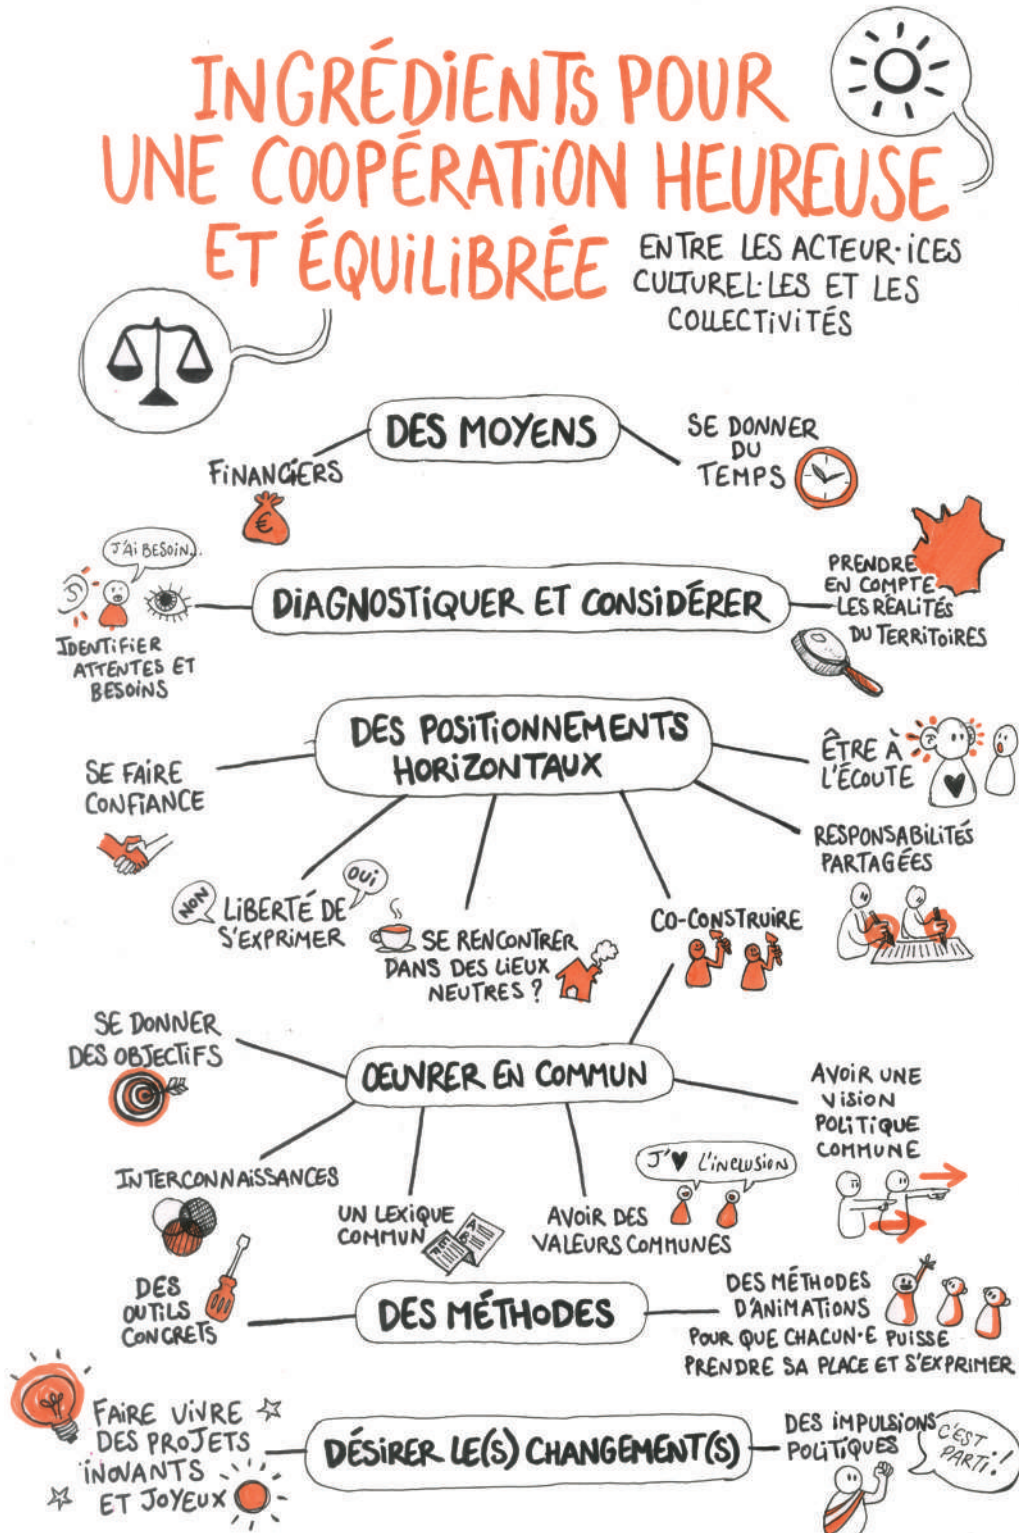 INGRÉDIENTS POUR
UNE COOPÉRATION HEUREUSE
ET ÉQUILIBRÉE
ENTRE LES ACTEUR·ICES
CULTUREL·LES ET LES
COLLECTIVITÉS
DES MOYENS
FINANCIERS
€
SE DONNER
DU
TEMPS
DIAGNOSTIQUER ET CONSIDÉRER
J'AI BESOIN...
IDENTIFIER
ATTENTES ET
BESOINS
PRENDRE
EN COMPTE
LES RÉALITÉS
DU TERRITOIRES
DES POSITIONNEMENTS
HORIZONTAUX
SE FAIRE
CONFIANCE
NON
LIBERTÉ DE
S'EXPRIMER
OUI
SE RENCONTRER
DANS DES LIEUX
NEUTRES ?
CO-CONSTRUIRE
ÊTRE À
L'ÉCOUTE
RESPONSABILITÉS
PARTAGÉES
OEUVRER EN COMMUN
SE DONNER
DES OBJECTIFS
INTERCONNAISSANCES
UN LEXIQUE
COMMUN
AVOIR DES
VALEURS COMMUNES
J'♥ L'INCLUSION
AVOIR UNE
VISION
POLITIQUE
COMMUNE
DES MÉTHODES
DES
OUTILS
CONCRETS
DES MÉTHODES
D'ANIMATIONS
POUR QUE CHACUN·E PUISSE
PRENDRE SA PLACE ET S'EXPRIMER
DÉSIRER LE(S) CHANGEMENT(S)
FAIRE VIVRE
DES PROJETS
INOVANTS
ET JOYEUX
DES IMPULSIONS
POLITIQUES
C'EST
PARTI !